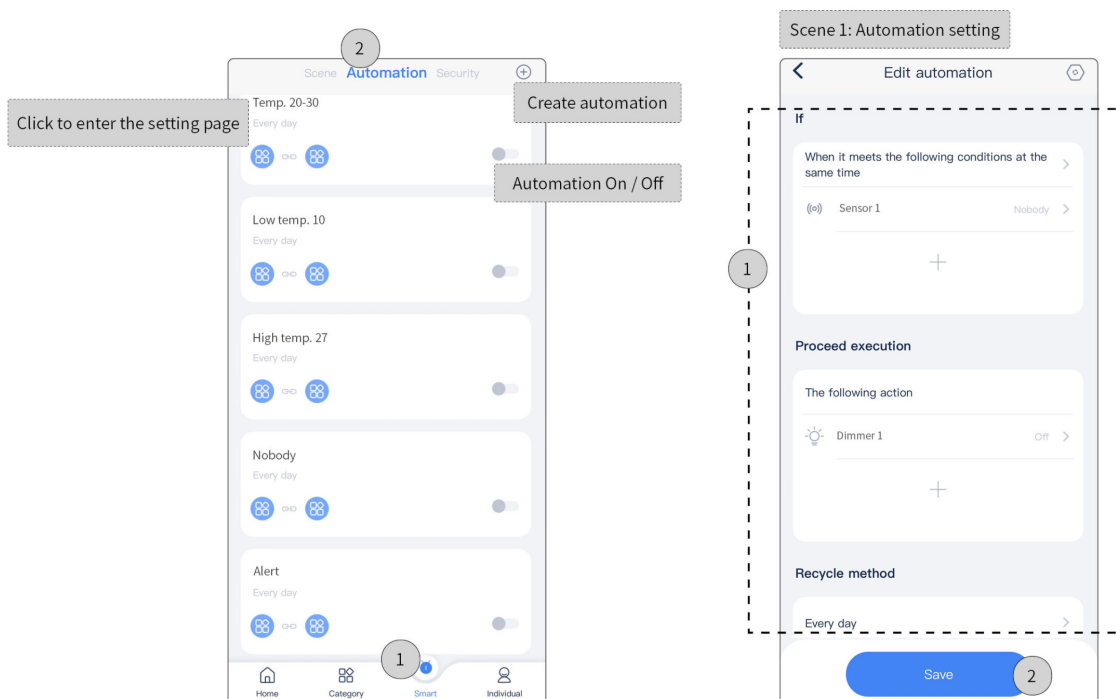 2
Scene Automation Security
Click to enter the setting page
Create automation
Automation On / Off
Temp. 20-30
Every day
Low temp. 10
Every day
High temp. 27
Every day
Nobody
Every day
Alert
Every day
1
Home
Category
Smart
Individual
Scene 1: Automation setting
Edit automation
1
If
When it meets the following conditions at the
same time
Sensor 1 Nobody
Proceed execution
The following action
Dimmer 1 Off
Recycle method
Every day
Save
2